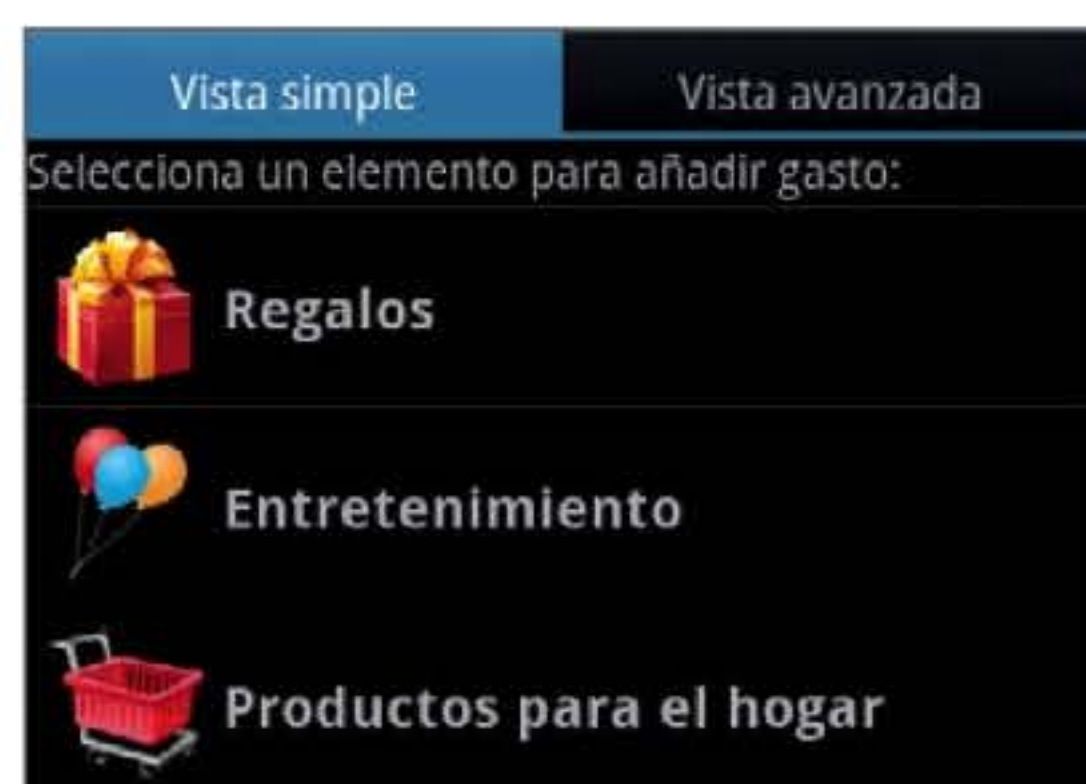 Vista simple
Vista avanzada
Selecciona un elemento para añadir gasto:
Regalos
Entretenimiento
Productos para el hogar